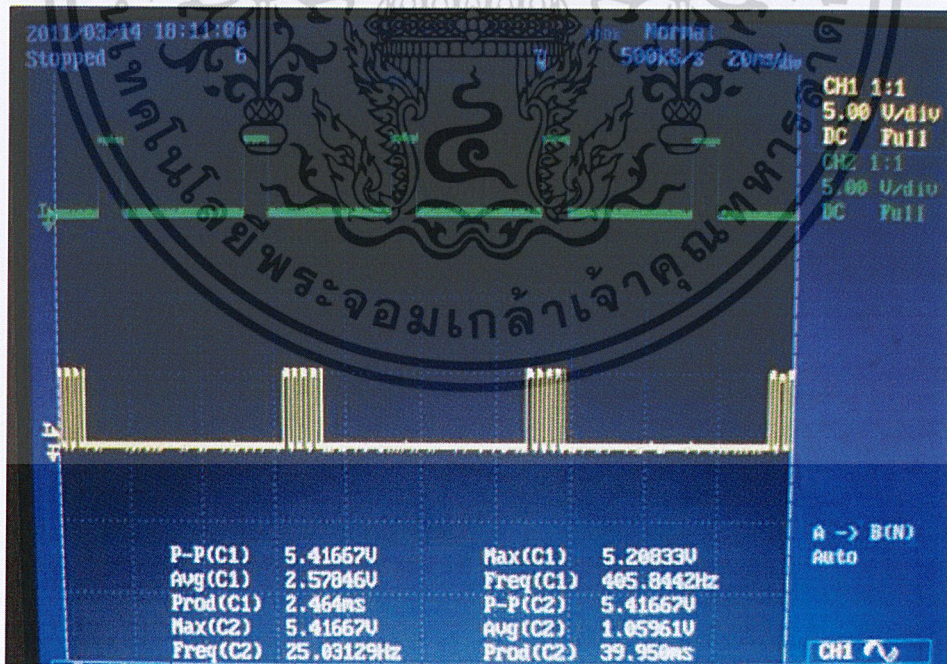 2011/03/14 18:11:06
Stopped
6
Normal
500kS/s 20ms/div
CH1 1:1
5.00 V/div
DC Full
CH2 1:1
5.00 V/div
DC Full
เทคโนโลยีพระจอมเกล้าเจ้าคุณทหารลาด
P-P(C1) 5.41667V Max(C1) 5.20833V
Avg(C1) 2.57846V Freq(C1) 405.8442Hz
Prod(C1) 2.464ms P-P(C2) 5.41667V
Max(C2) 5.41667V Avg(C2) 1.05961V
Freq(C2) 25.03129Hz Prod(C2) 39.950ms
A -> B(N)
Auto
CH1